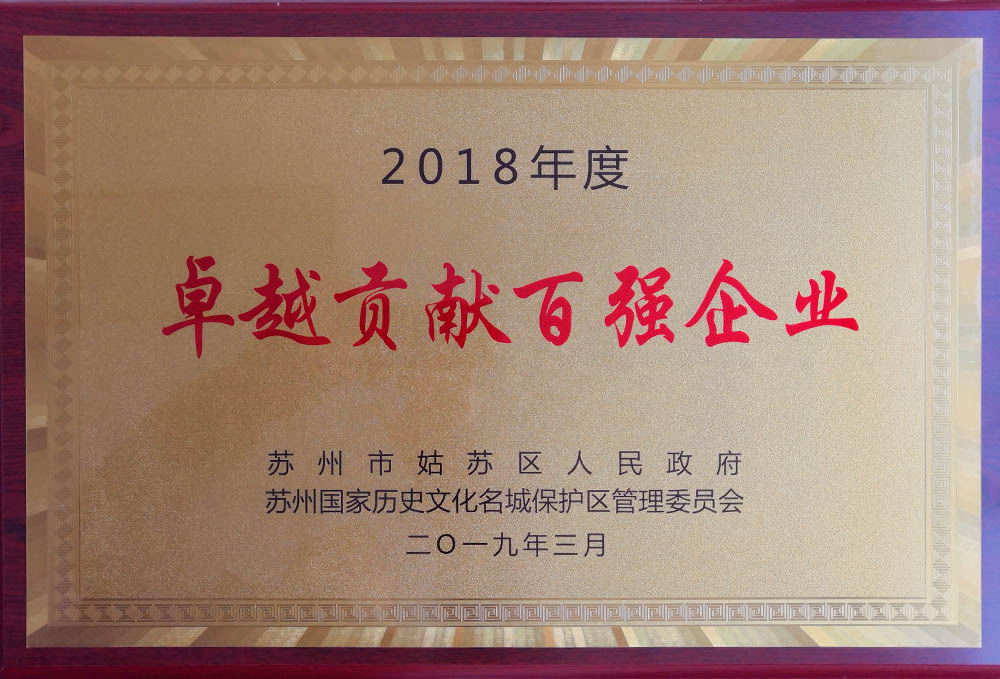 2018年度
卓越贡献百强企业
苏州市姑苏区人民政府
苏州国家历史文化名城保护区管理委员会
二〇一九年三月